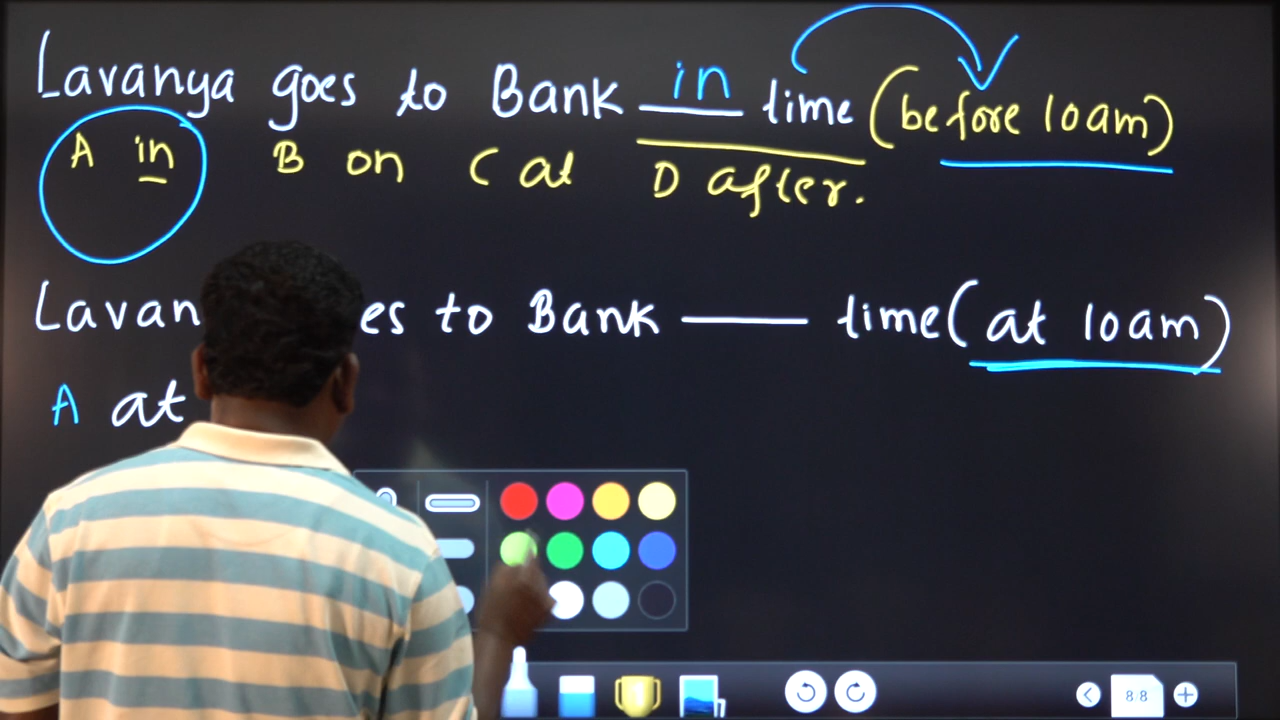 Lavanya goes to Bank in time (before 10am)
A in B on C at D after.
Lavan es to Bank —— time (at 10am)
A at
88